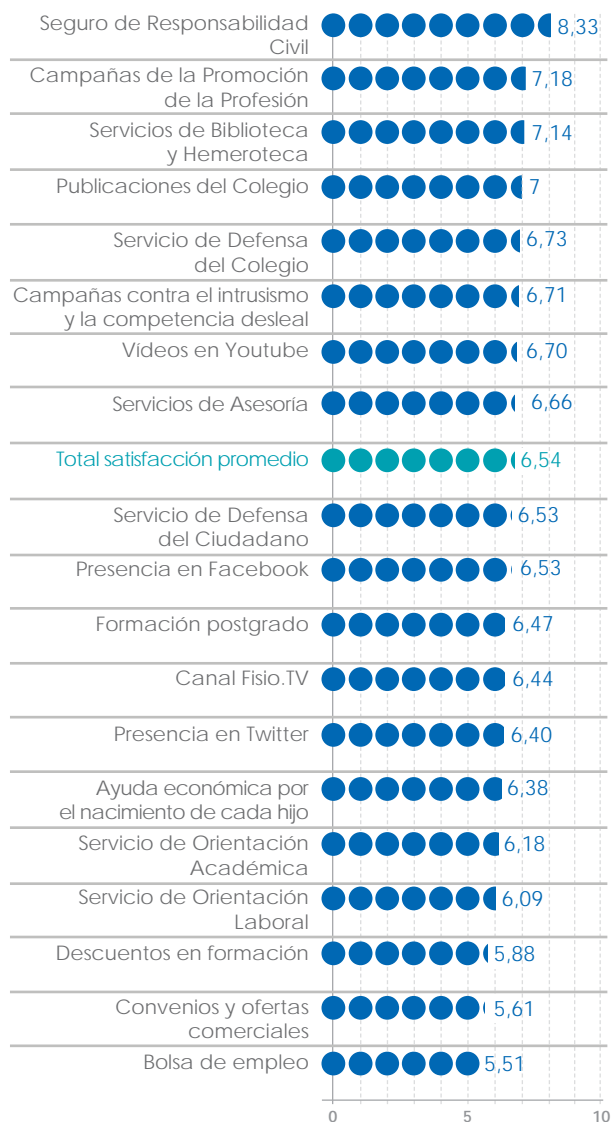 Seguro de Responsabilidad
Civil
8,33
Campañas de la Promoción
de la Profesión
7,18
Servicios de Biblioteca
y Hemeroteca
7,14
Publicaciones del Colegio
7
Servicio de Defensa
del Colegio
6,73
Campañas contra el intrusismo
y la competencia desleal
6,71
Vídeos en Youtube
6,70
Servicios de Asesoría
6,66
Total satisfacción promedio
6,54
Servicio de Defensa
del Ciudadano
6,53
Presencia en Facebook
6,53
Formación postgrado
6,47
Canal Fisio.TV
6,44
Presencia en Twitter
6,40
Ayuda económica por
el nacimiento de cada hijo
6,38
Servicio de Orientación
Académica
6,18
Servicio de Orientación
Laboral
6,09
Descuentos en formación
5,88
Convenios y ofertas
comerciales
5,61
Bolsa de empleo
5,51
0 5 10